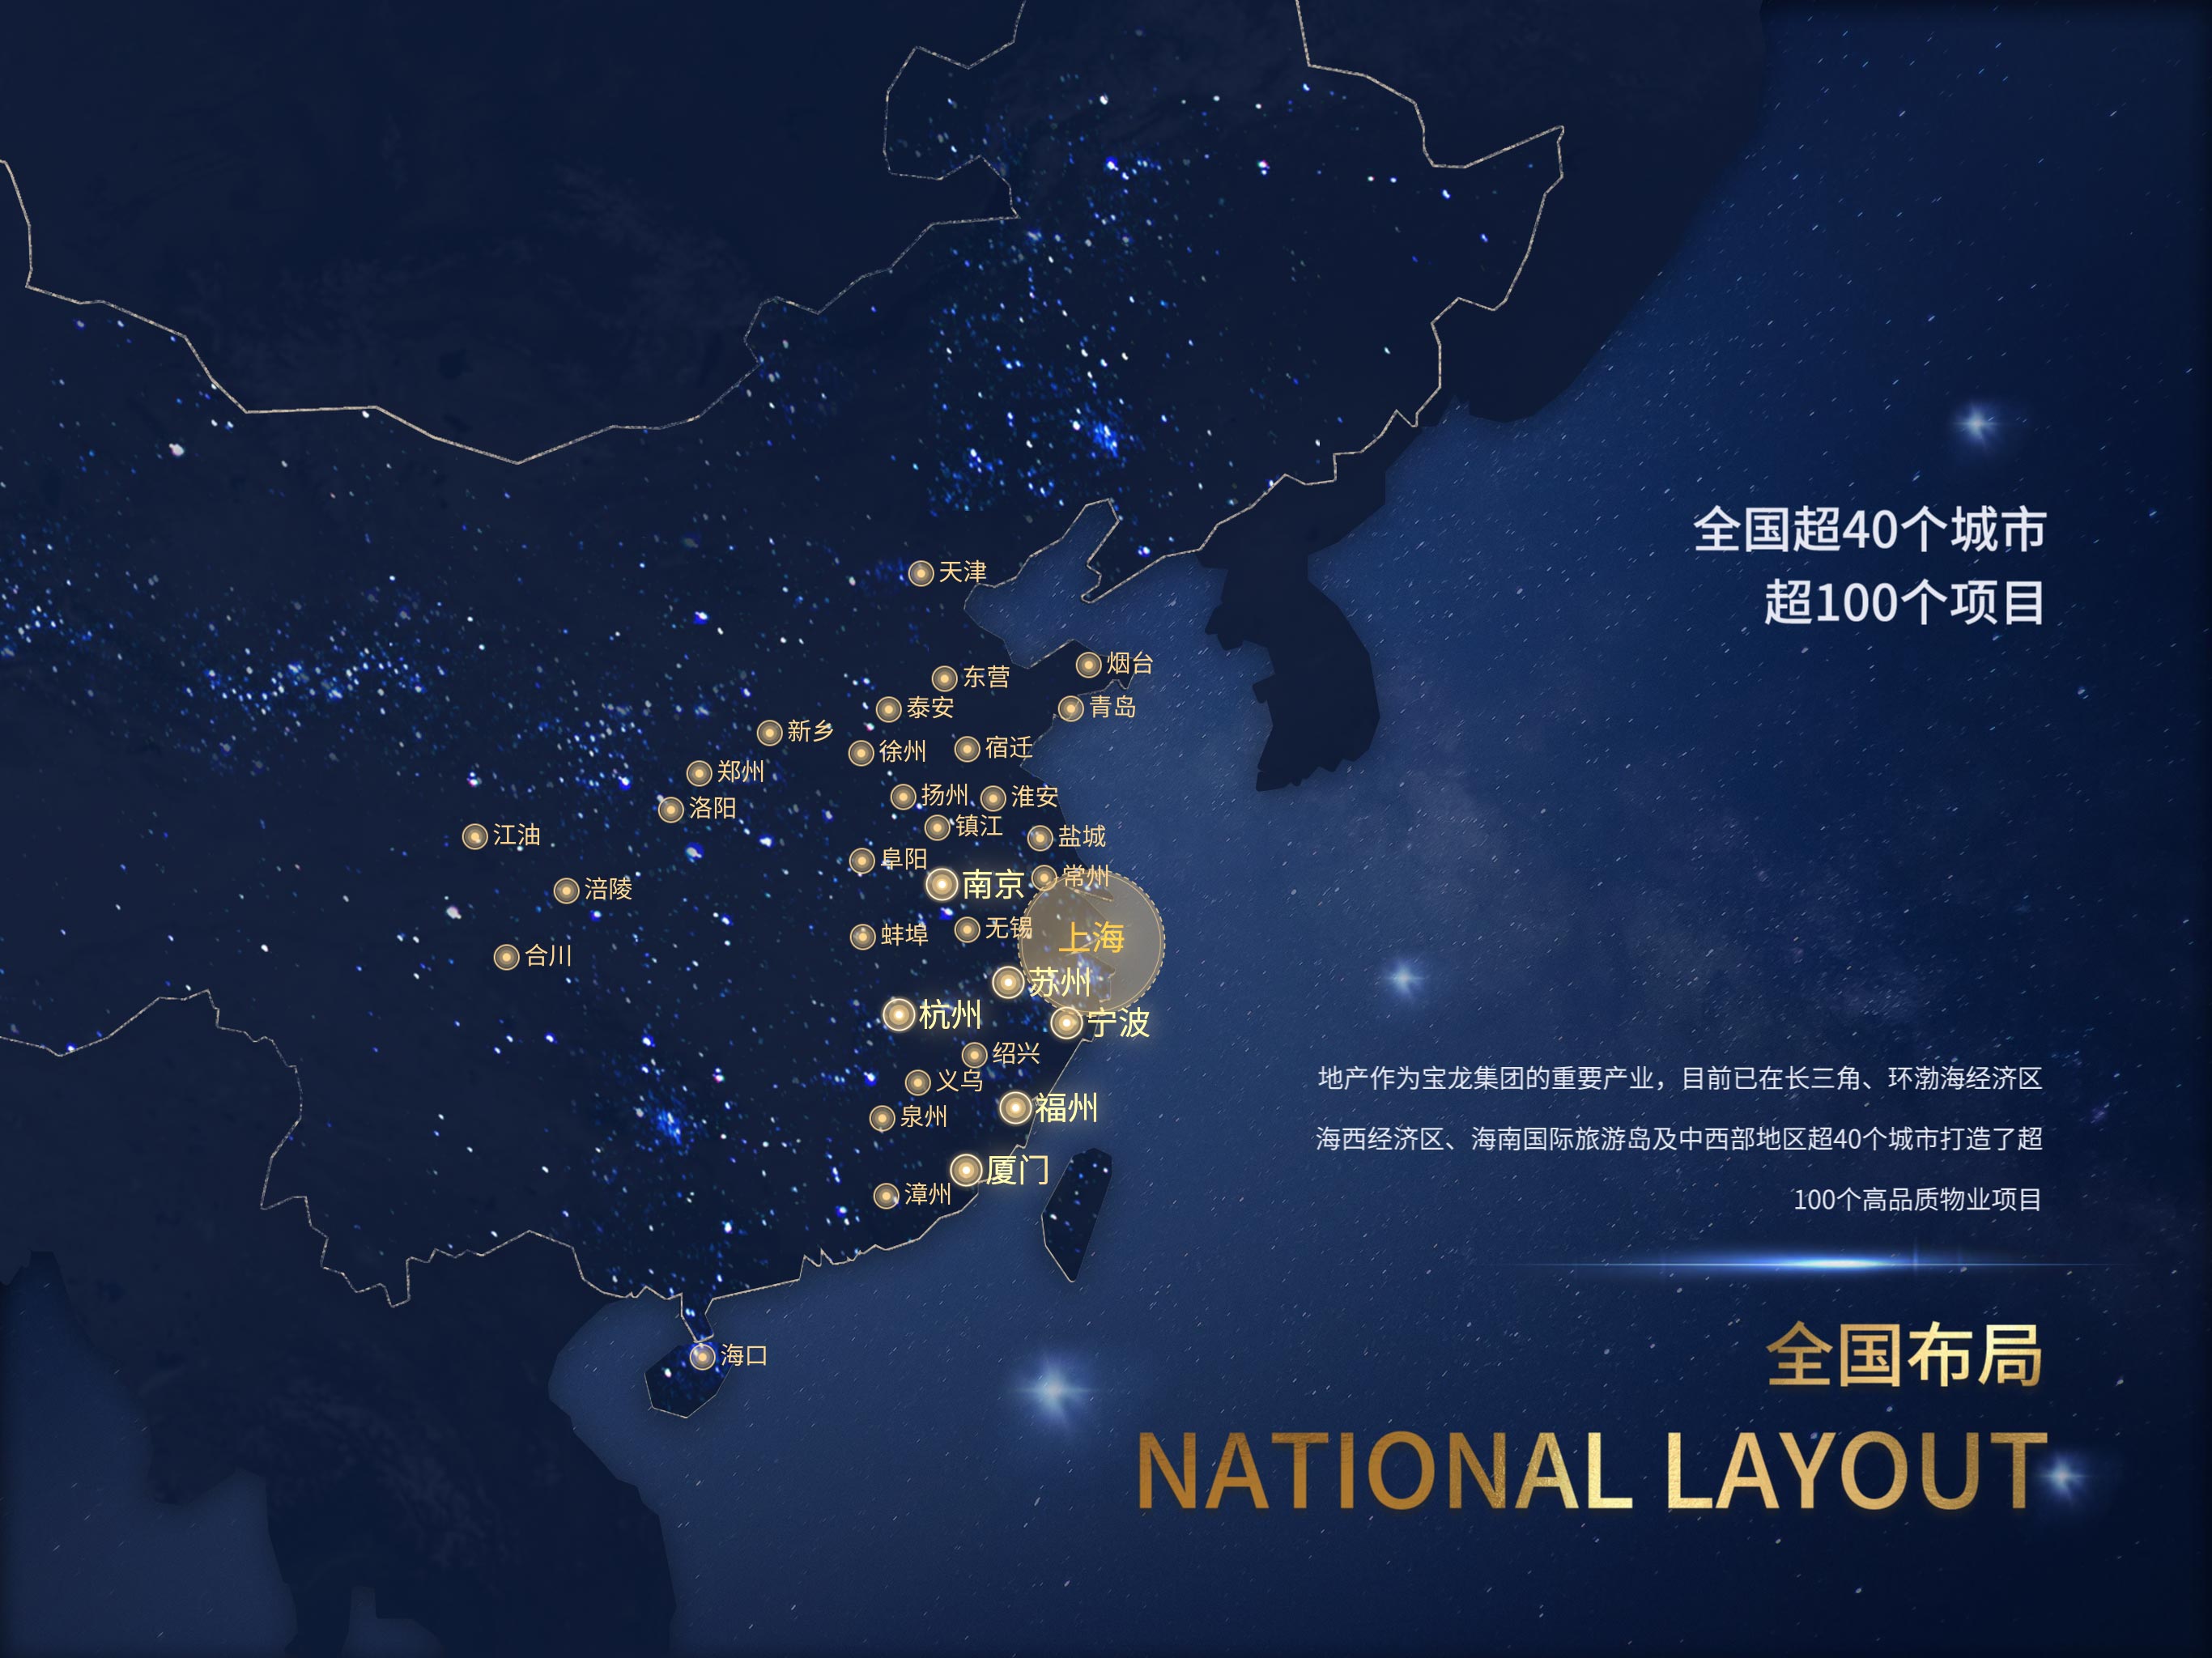 全国超40个城市
超100个项目
天津
烟台
东营
泰安
青岛
新乡
徐州
宿迁
郑州
扬州
淮安
洛阳
镇江
江油
盐城
阜阳
常州
南京
涪陵
无锡
蚌埠
上海
合川
苏州
杭州
宁波
绍兴
义乌
福州
泉州
厦门
漳州
海口
地产作为宝龙集团的重要产业，目前已在长三角、环渤海经济区
海西经济区、海南国际旅游岛及中西部地区超40个城市打造了超
100个高品质物业项目
全国布局
NATIONAL LAYOUT